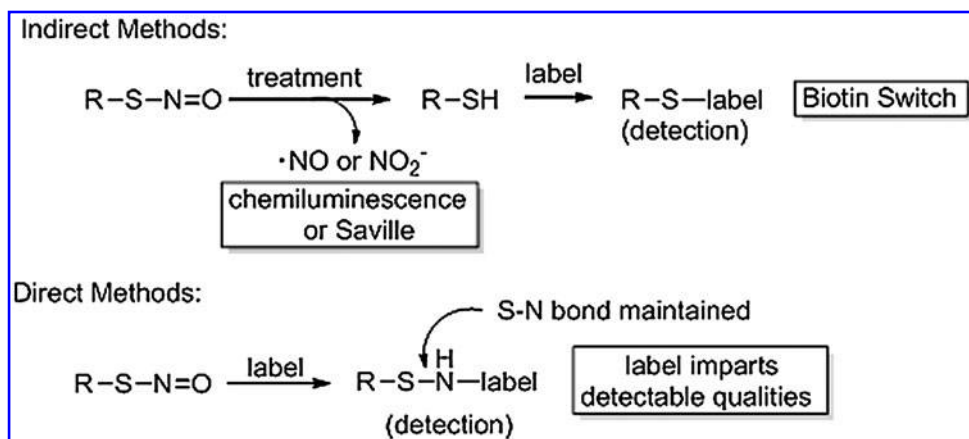 Indirect Methods:
treatment
label
R-S-N=O
R-SH
R-S-label
Biotin Switch
(detection)
·NO or NO₂⁻
chemiluminescence
or Saville
Direct Methods:
S-N bond maintained
R-S-N=O
label
H
R-S-N-label
label imparts
detectable qualities
(detection)